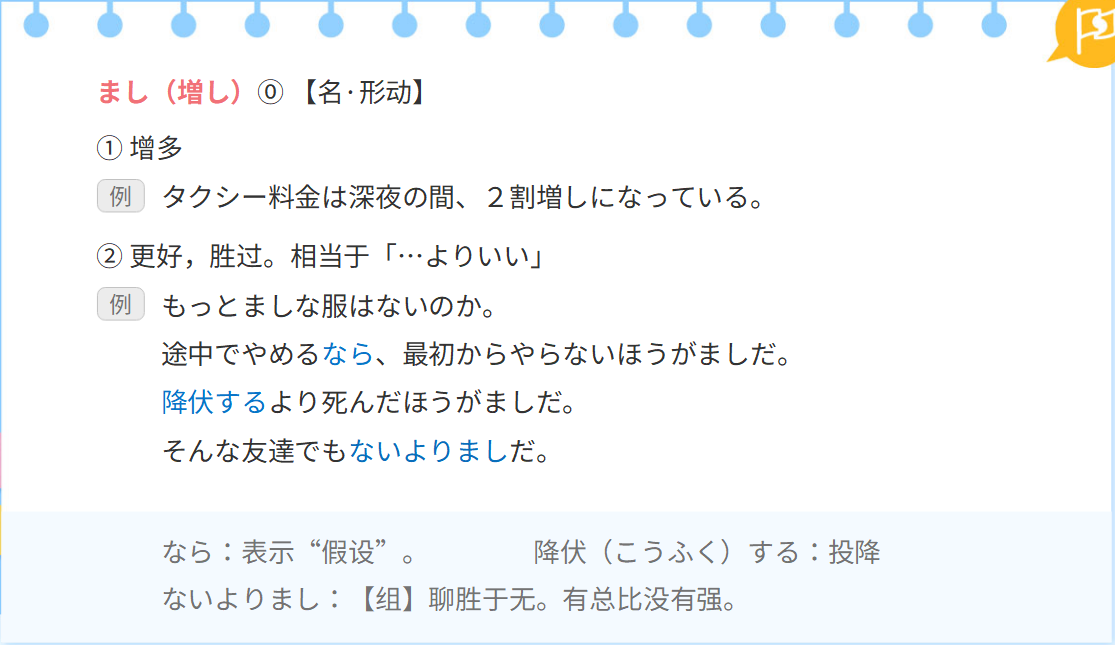 まし（増し）⓪ 【名·形动】
① 增多
例 タクシー料金は深夜の間、２割増しになっている。
② 更好，胜过。相当于「…よりいい」
例 もっとましな服はないのか。
途中でやめるなら、最初からやらないほうがましだ。
降伏するより死んだほうがましだ。
そんな友達でもないよりましだ。
なら：表示“假设”。 降伏（こうふく）する：投降
ないよりまし：【组】聊胜于无。有总比没有强。